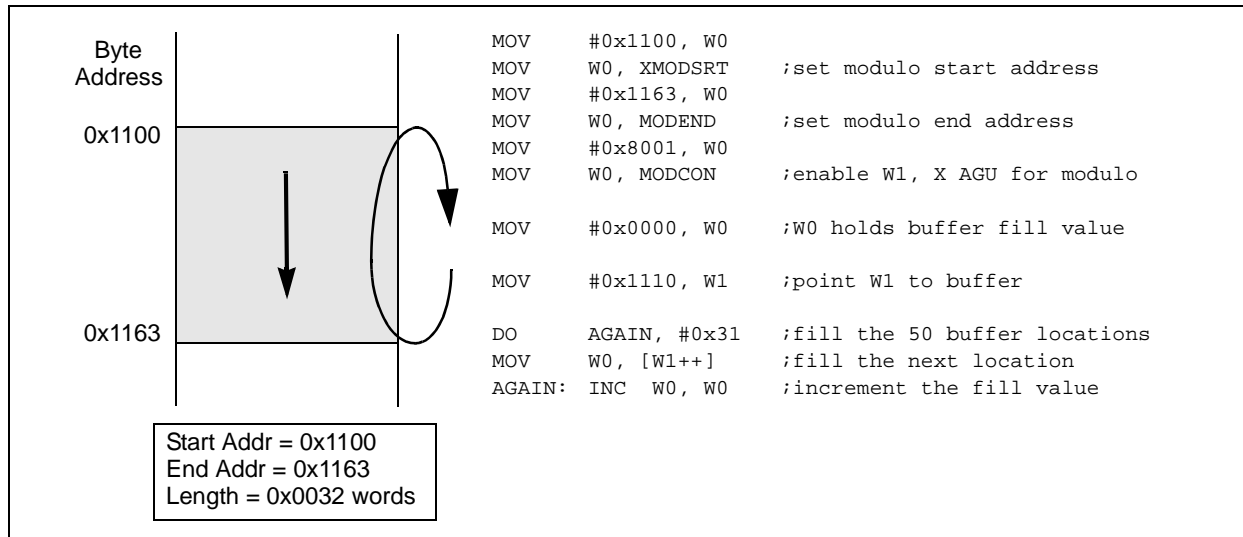 Byte
Address
0x1100
0x1163
Start Addr = 0x1100
End Addr = 0x1163
Length = 0x0032 words
MOV #0x1100, W0
MOV W0, XMODSRT ;set modulo start address
MOV #0x1163, W0
MOV W0, MODEND ;set modulo end address
MOV #0x8001, W0
MOV W0, MODCON ;enable W1, X AGU for modulo
MOV #0x0000, W0 ;W0 holds buffer fill value
MOV #0x1110, W1 ;point W1 to buffer
DO AGAIN, #0x31 ;fill the 50 buffer locations
MOV W0, [W1++] ;fill the next location
AGAIN: INC W0, W0 ;increment the fill value